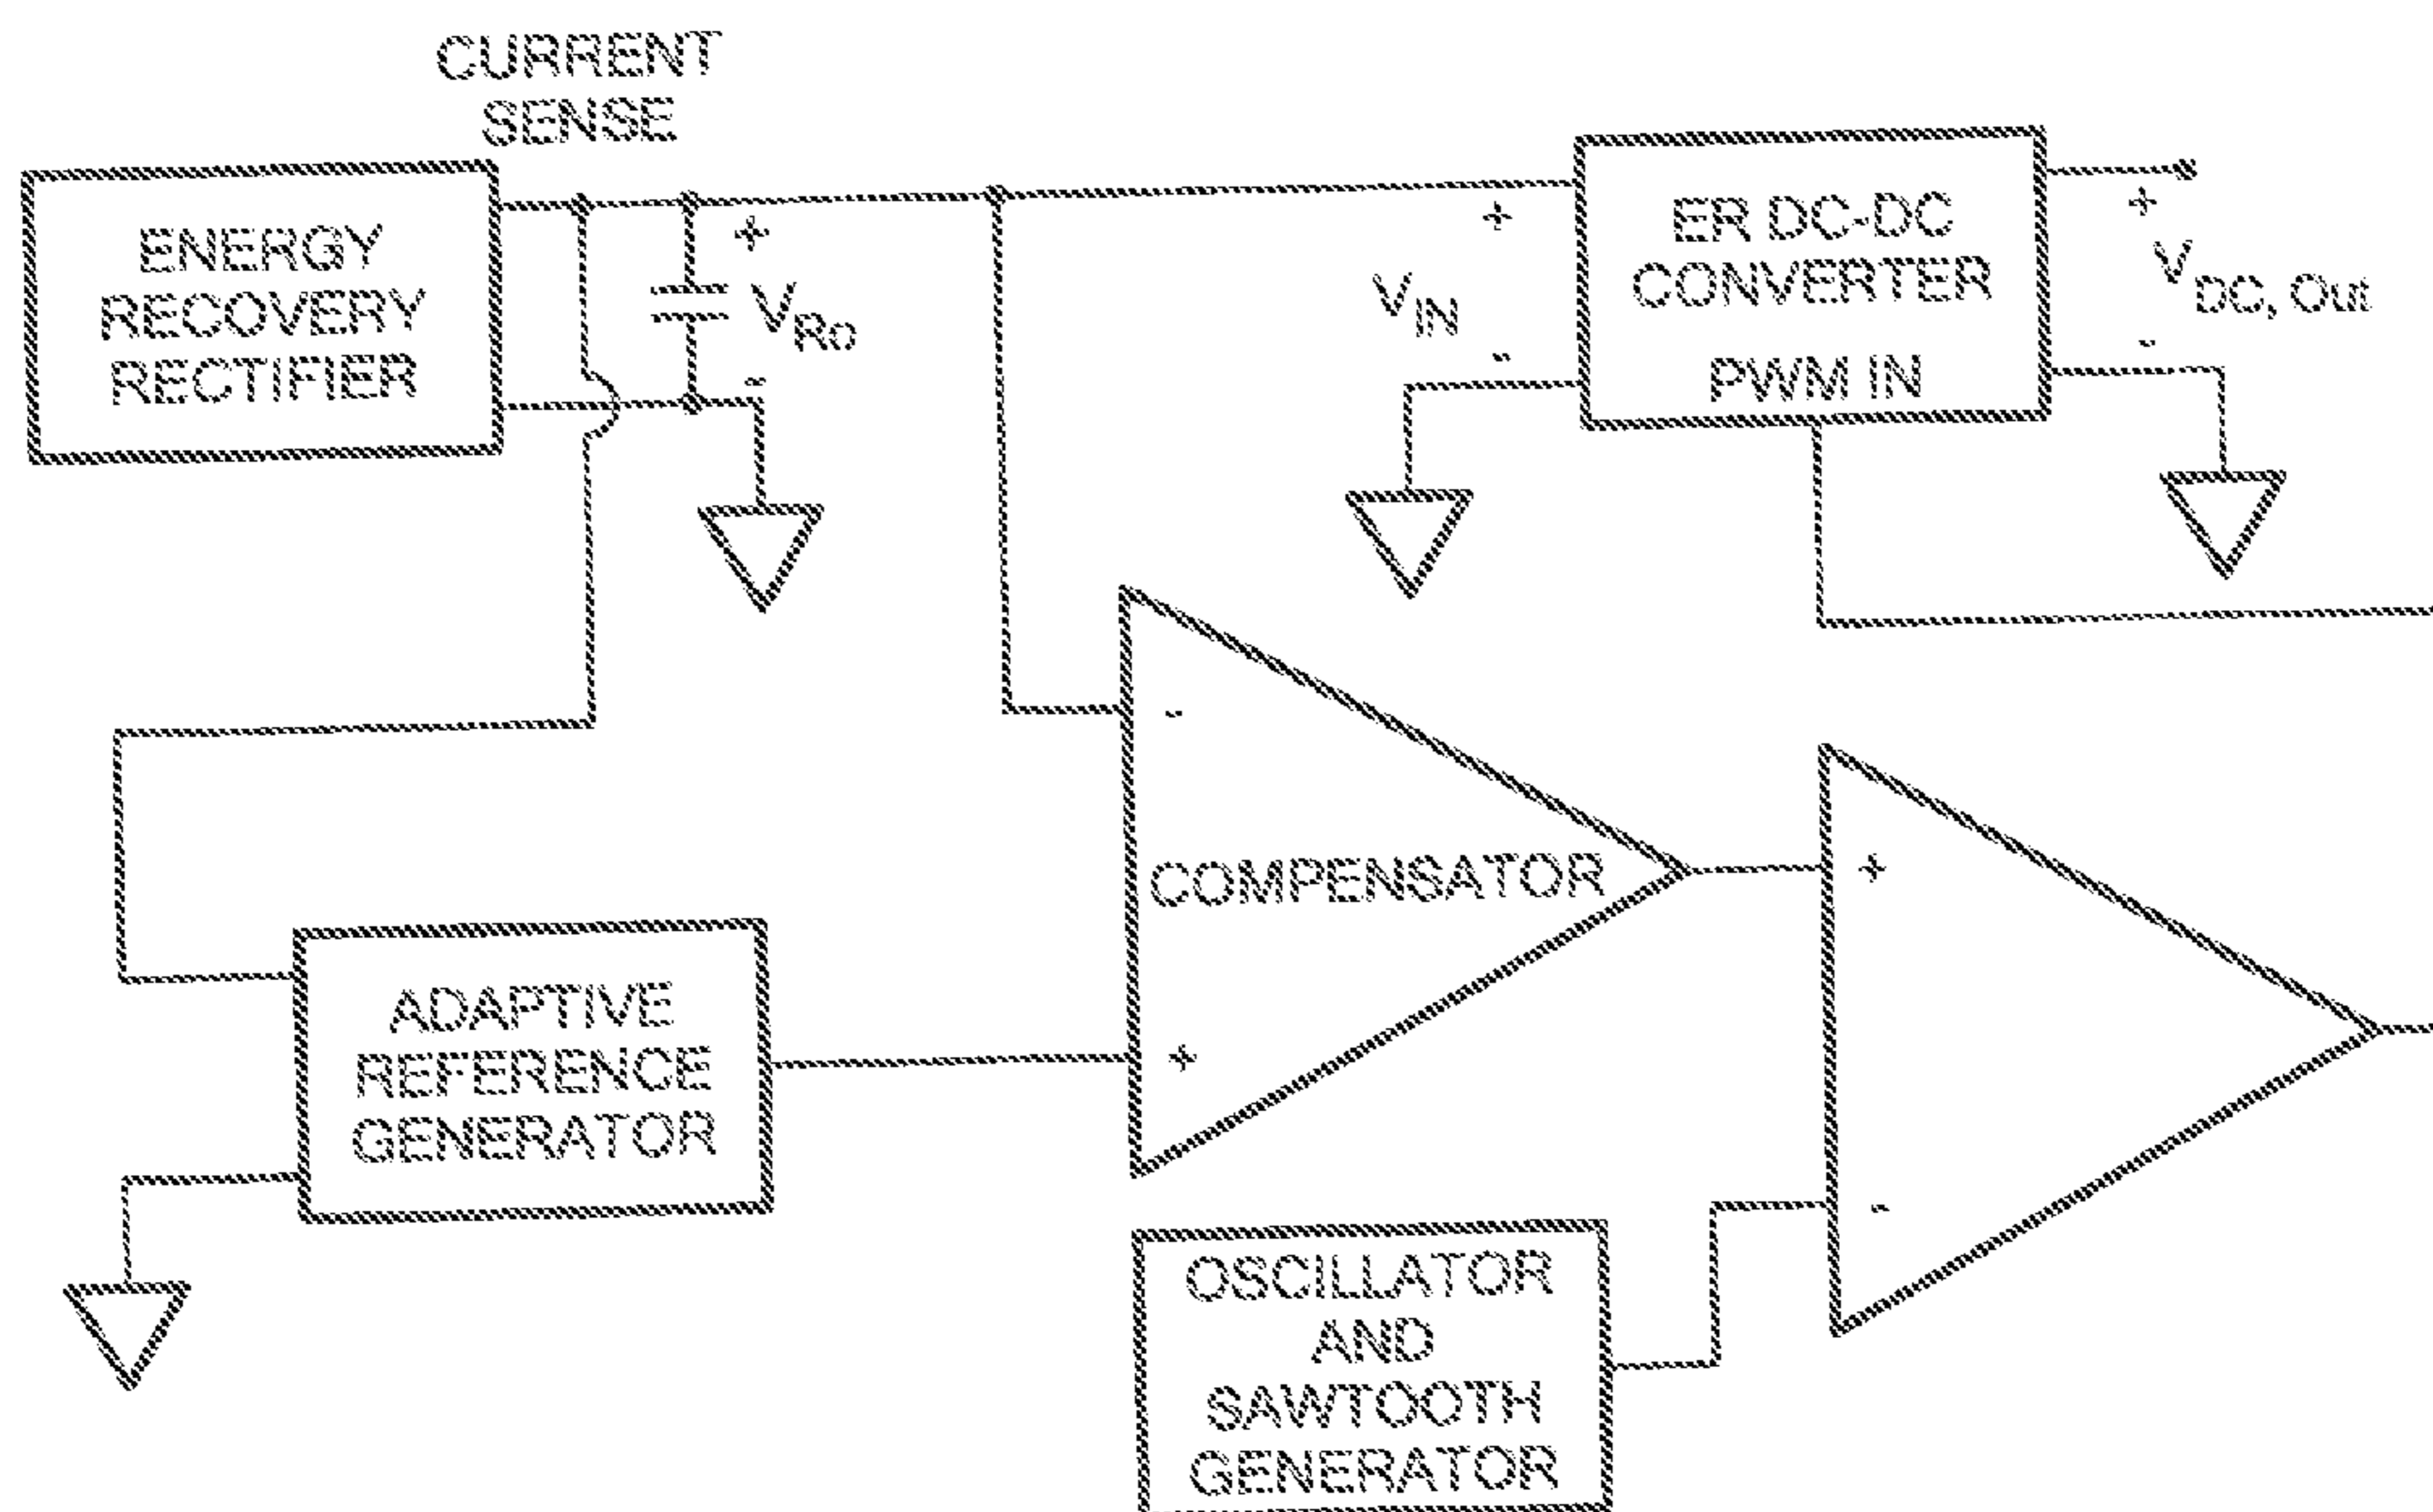 CURRENT
SENSE
ENERGY
RECOVERY
RECTIFIER
+
VRo
-
+
VIN
-
ER DC-DC
CONVERTER
PWM IN
+
VDC, Out
-
-
COMPENSATOR
+
+
-
ADAPTIVE
REFERENCE
GENERATOR
OSCILLATOR
AND
SAWTOOTH
GENERATOR